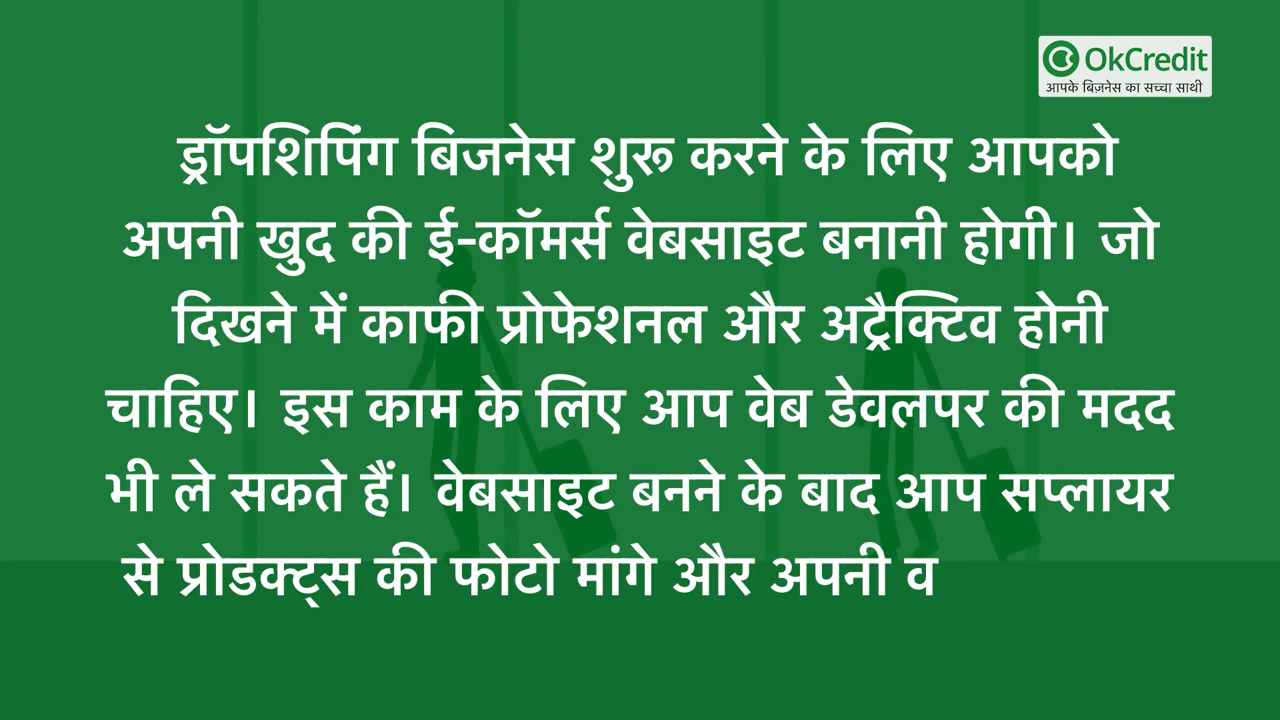 OkCredit
आपके बिज़नेस का सच्चा साथी
ड्रॉपशिपिंग बिजनेस शुरू करने के लिए आपको
अपनी खुद की ई-कॉमर्स वेबसाइट बनानी होगी। जो
दिखने में काफी प्रोफेशनल और अट्रैक्टिव होनी
चाहिए। इस काम के लिए आप वेब डेवलपर की मदद
भी ले सकते हैं। वेबसाइट बनने के बाद आप सप्लायर
से प्रोडक्ट्स की फोटो मांगे और अपनी व